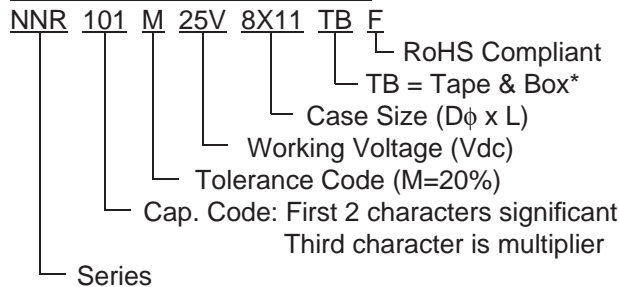 NNR 101 M 25V 8X11 TB F
RoHS Compliant
TB = Tape & Box*
Case Size (Dϕ x L)
Working Voltage (Vdc)
Tolerance Code (M=20%)
Cap. Code: First 2 characters significant
Third character is multiplier
Series